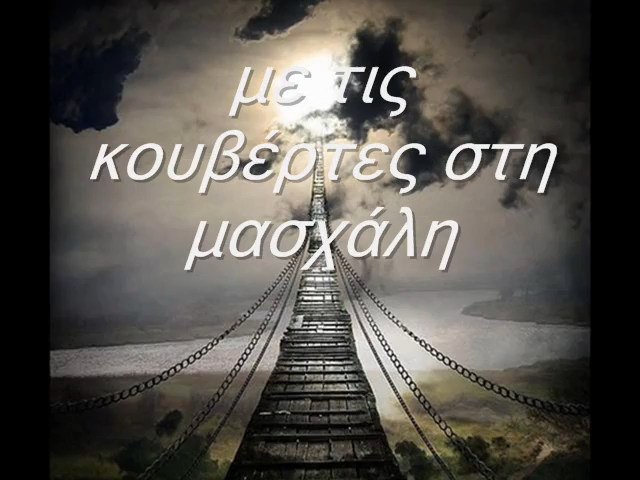 με τις
κουβέρτες στη
μασχάλη